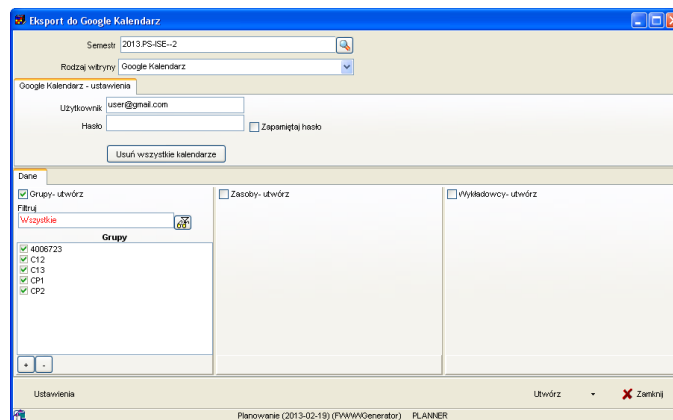 Eksport do Google Kalendarz
Semestr 2013.PS-ISE--2
Rodzaj witryny Google Kalendarz
Google Kalendarz - ustawienia
Użytkownik user@gmail.com
Hasło Zapamiętaj hasło
Usuń wszystkie kalendarze
Dane
Grupy- utwórz Zasoby- utwórz Wykładowcy- utwórz
Filtruj
Wszystkie
Grupy
4006723
C12
C13
CP1
CP2
+ -
Ustawienia Utwórz Zamknij
Planowanie (2013-02-19) (FWWWGenerator) PLANNER